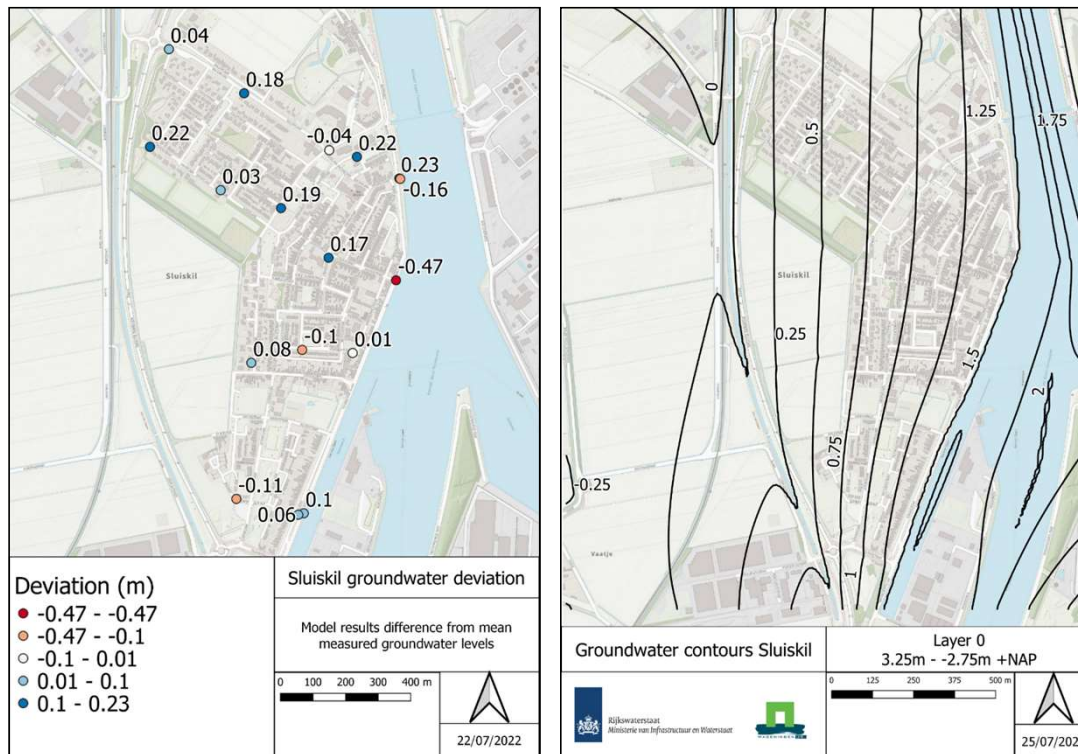 0.04
0.18
-0.04
0.22
0.22
0.23
-0.16
0.03
0.19
0.17
-0.47
Sluiskil
-0.1
0.01
0.08
-0.11
0.1
0.06
Deviation (m)
-0.47 - -0.47
-0.47 - -0.1
-0.1 - 0.01
0.01 - 0.1
0.1 - 0.23
Sluiskil groundwater deviation
Model results difference from mean
measured groundwater levels
0 100 200 300 400 m
22/07/2022
0
0.5
1.25
1.75
Sluiskil
0.25
1.5
2
0.75
-0.25
Vaatje
1
Groundwater contours Sluiskil
Layer 0
3.25m - -2.75m +NAP
0 125 250 375 500 m
Rijkswaterstaat
Ministerie van Infrastructuur en Waterstaat
25/07/202